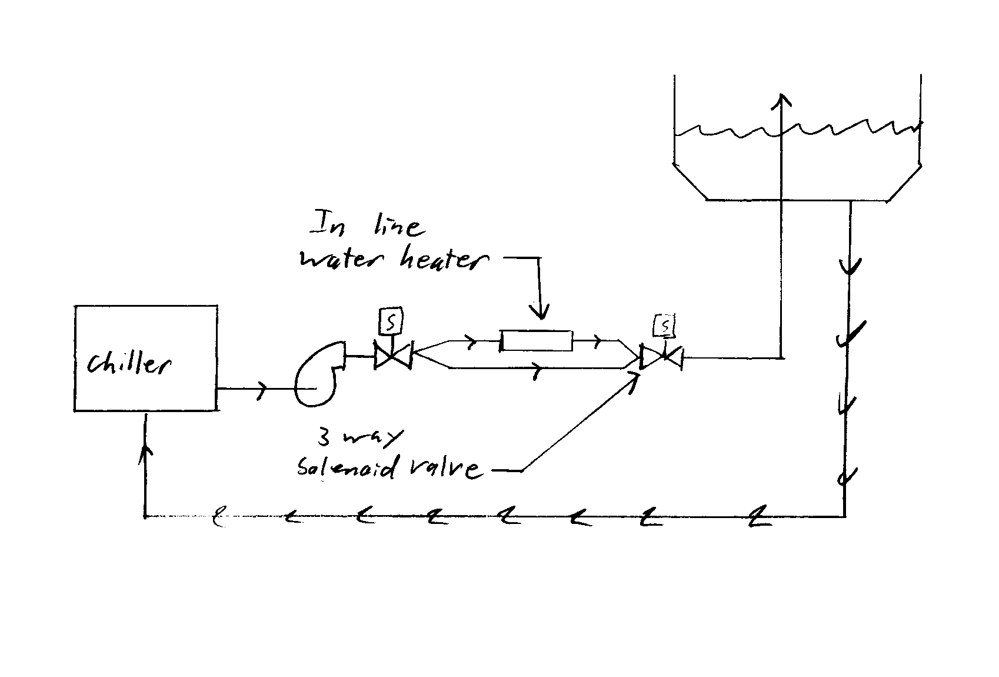 In line
water heater
S
S
chiller
3 way
Solenoid valve